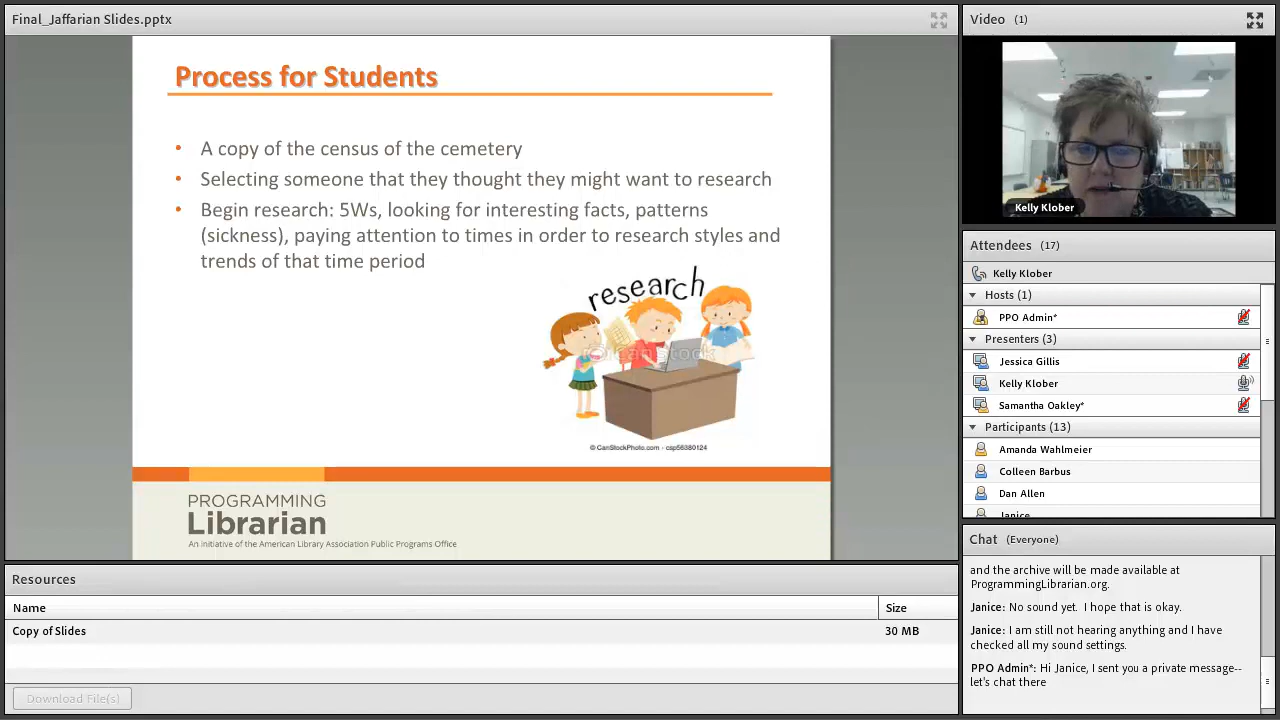 Final_Jaffarian Slides.pptx
Process for Students
• A copy of the census of the cemetery
• Selecting someone that they thought they might want to research
• Begin research: 5Ws, looking for interesting facts, patterns
(sickness), paying attention to times in order to research styles and
trends of that time period
research
CanStock
© CanStockPhoto.com - csp56380124
PROGRAMMING
Librarian
An initiative of the American Library Association Public Programs Office
Resources
Name Size
Copy of Slides 30 MB
Download File(s)
Video (1)
Kelly Klober
Attendees (17)
Kelly Klober
Hosts (1)
PPO Admin*
Presenters (3)
Jessica Gillis
Kelly Klober
Samantha Oakley*
Participants (13)
Amanda Wahlmeier
Colleen Barbus
Dan Allen
Janice
Chat (Everyone)
and the archive will be made available at
ProgrammingLibrarian.org.
Janice: No sound yet. I hope that is okay.
Janice: I am still not hearing anything and I have
checked all my sound settings.
PPO Admin*: Hi Janice, I sent you a private message--
let's chat there